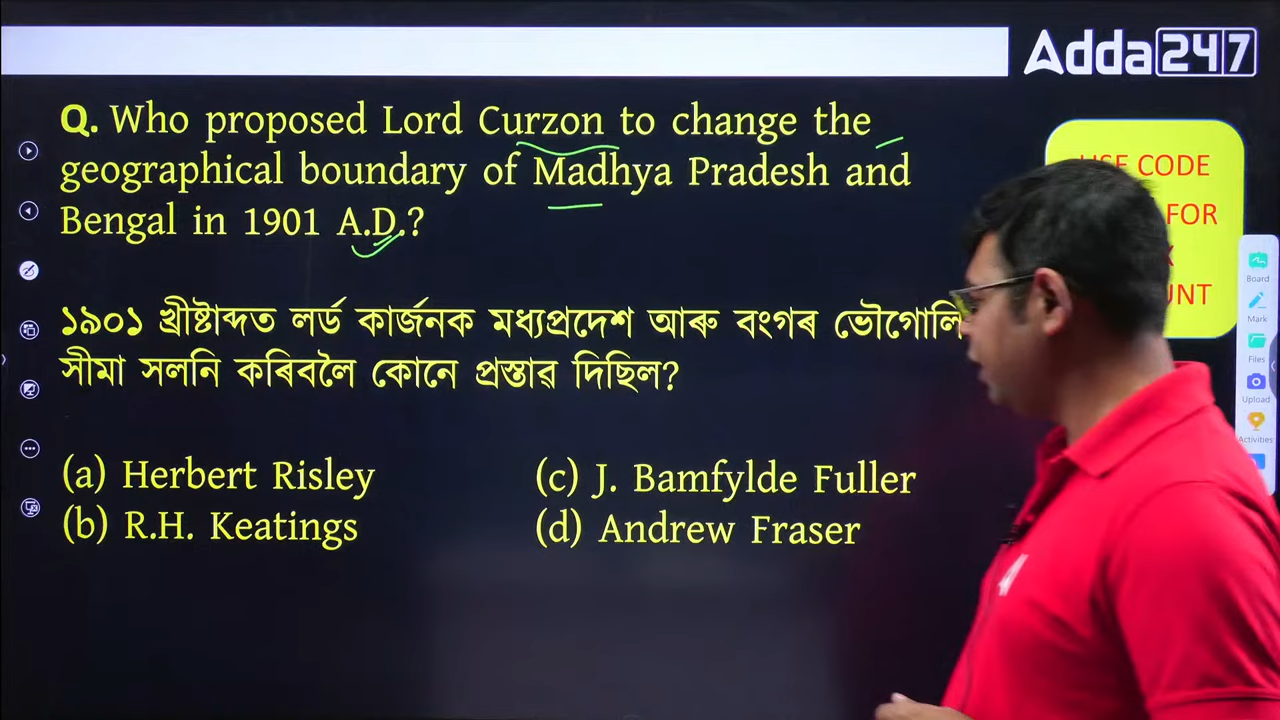 Adda247
Q. Who proposed Lord Curzon to change the
geographical boundary of Madhya Pradesh and
Bengal in 1901 A.D.?
USE CODE
FOR
১৯০১ খ্ৰীষ্টাব্দত লৰ্ড কাৰ্জনক মধ্যপ্ৰদেশ আৰু বংগৰ ভৌগোলি
সীমা সলনি কৰিবলৈ কোনে প্ৰস্তাৱ দিছিল?
(a) Herbert Risley
(b) R.H. Keatings
(c) J. Bamfylde Fuller
(d) Andrew Fraser
Board
Mark
Files
Upload
Activities